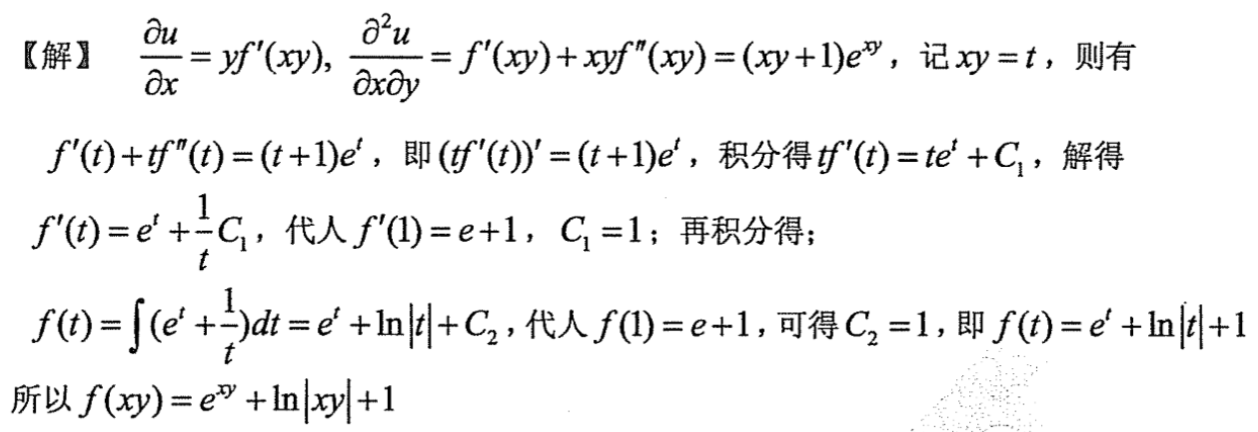 【解】 ∂u/∂x = yf′(xy), ∂²u/∂x∂y = f′(xy)+xyf″(xy)=(xy+1)e^{xy}，记 xy=t，则有
f′(t)+tf″(t)=(t+1)e^t，即(tf′(t))′=(t+1)e^t，积分得 tf′(t)=te^t+C₁，解得
f′(t)=e^t+(1/t)C₁，代人 f′(1)=e+1，C₁=1；再积分得；
f(t)=∫(e^t+1/t)dt=e^t+ln|t|+C₂，代人 f(1)=e+1，可得 C₂=1，即 f(t)=e^t+ln|t|+1
所以 f(xy)=e^{xy}+ln|xy|+1